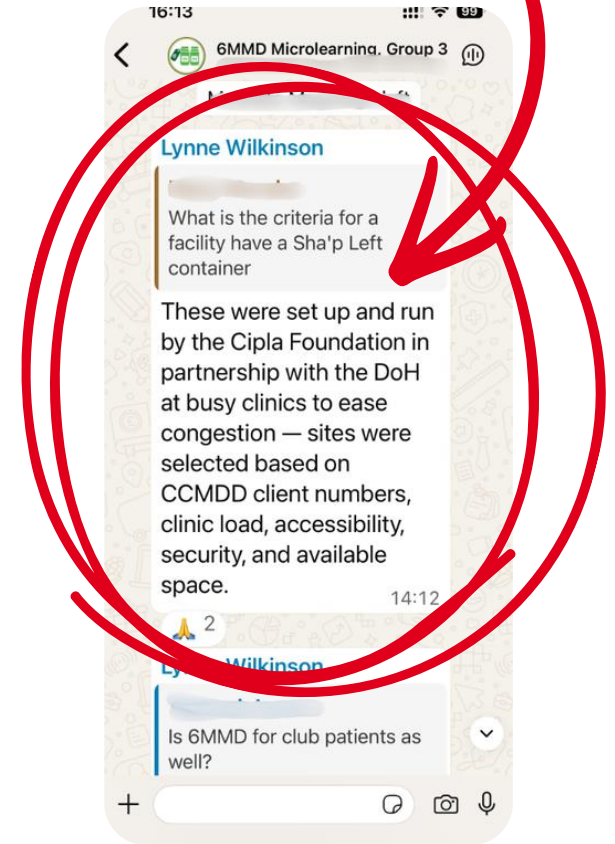 16:13
99
6MMD Microlearning, Group 3
Lynne Wilkinson
What is the criteria for a
facility have a Sha'p Left
container
These were set up and run
by the Cipla Foundation in
partnership with the DoH
at busy clinics to ease
congestion — sites were
selected based on
CCMDD client numbers,
clinic load, accessibility,
security, and available
space.
14:12
2
Wilkinson
Is 6MMD for club patients as
well?